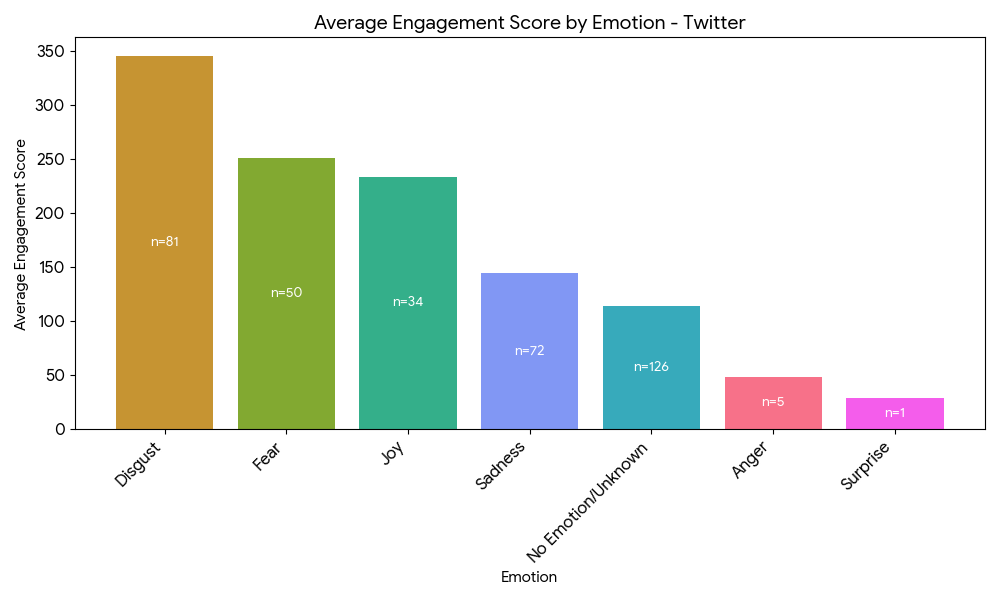 Average Engagement Score by Emotion - Twitter
Average Engagement Score
350
300
250
200
150
100
50
0
n=81
n=50
n=34
n=72
n=126
n=5
n=1
Disgust
Fear
Joy
Sadness
No Emotion/Unknown
Anger
Surprise
Emotion